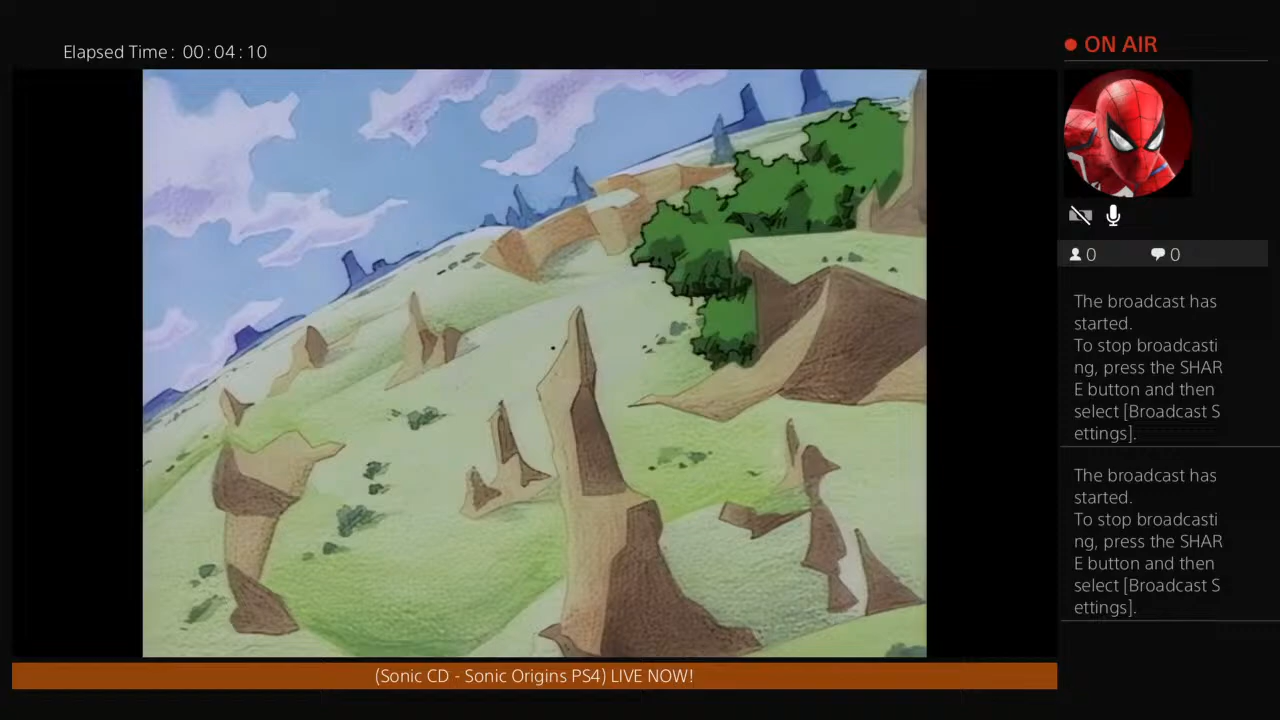 Elapsed Time: 00:04:10
ON AIR
0 0
The broadcast has
started.
To stop broadcasti
ng, press the SHAR
E button and then
select [Broadcast S
ettings].
The broadcast has
started.
To stop broadcasti
ng, press the SHAR
E button and then
select [Broadcast S
ettings].
(Sonic CD - Sonic Origins PS4) LIVE NOW!